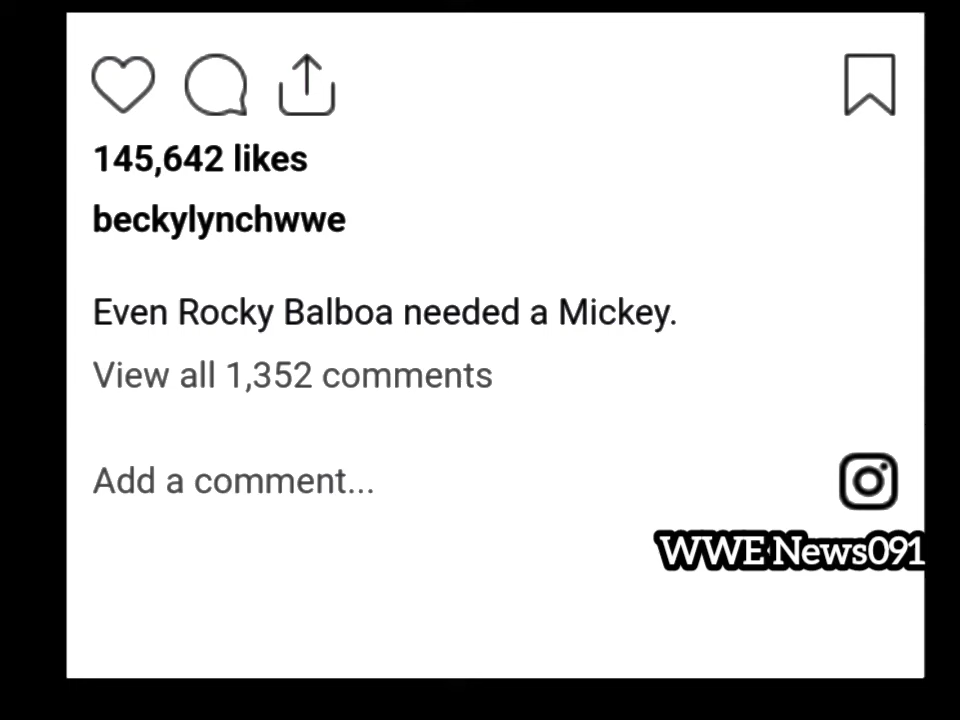 145,642 likes
beckylynchwwe
Even Rocky Balboa needed a Mickey.
View all 1,352 comments
Add a comment...
WWE News091